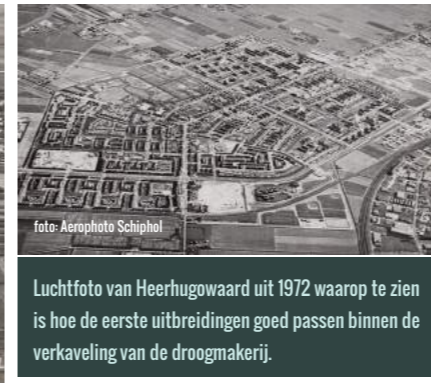 foto: Aerophoto Schiphol
Luchtfoto van Heerhugowaard uit 1972 waarop te zien
is hoe de eerste uitbreidingen goed passen binnen de
verkaveling van de droogmakerij.